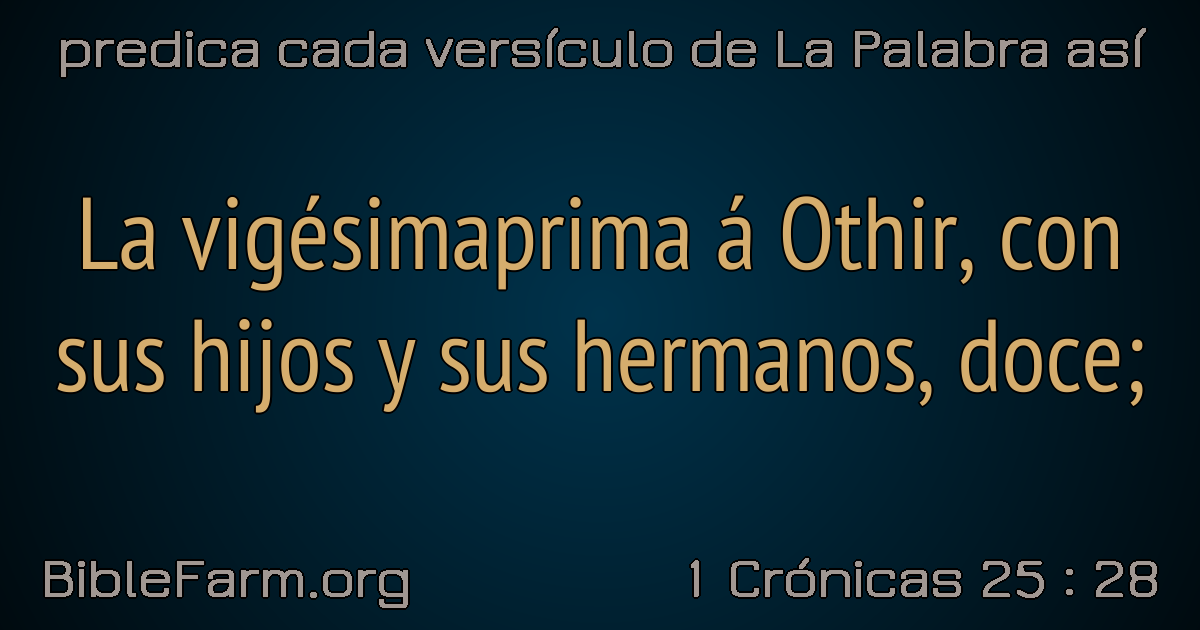 predica cada versículo de La Palabra así
La vigésimaprima á Othir, con
sus hijos y sus hermanos, doce;
BibleFarm.org
1 Crónicas 25 : 28